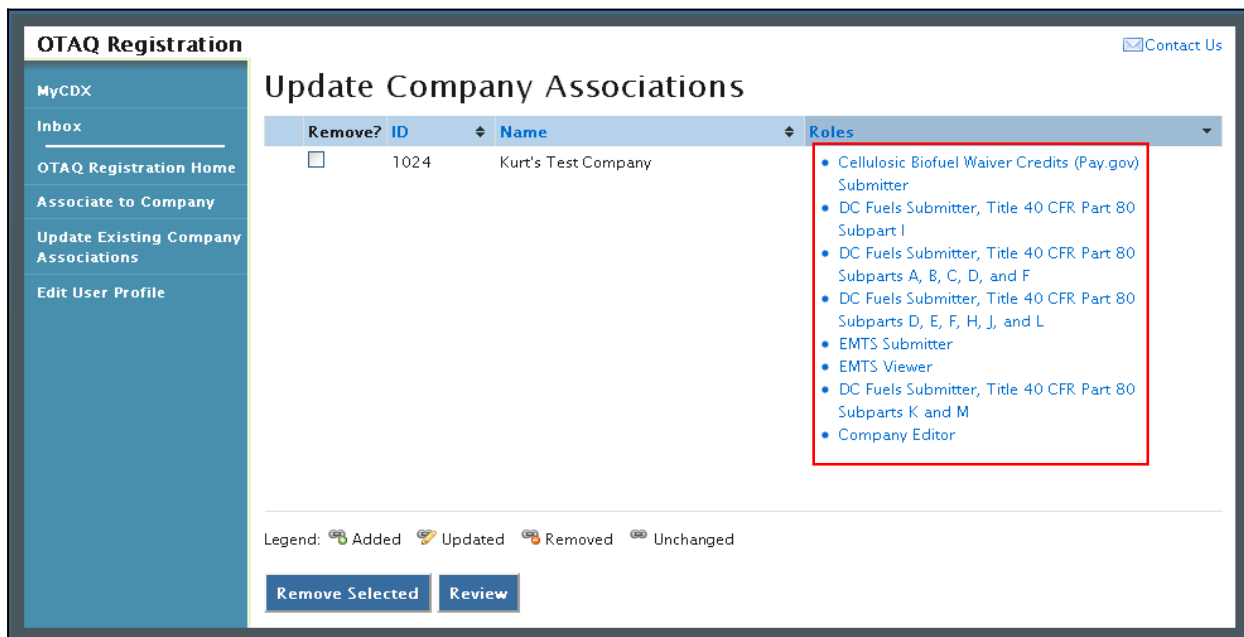 OTAQ Registration
Contact Us
MyCDX
Inbox
OTAQ Registration Home
Associate to Company
Update Existing Company
Associations
Edit User Profile
Update Company Associations
Remove? ID Name Roles
1024 Kurt's Test Company
Cellulosic Biofuel Waiver Credits (Pay.gov)
Submitter
DC Fuels Submitter, Title 40 CFR Part 80
Subpart I
DC Fuels Submitter, Title 40 CFR Part 80
Subparts A, B, C, D, and F
DC Fuels Submitter, Title 40 CFR Part 80
Subparts D, E, F, H, J, and L
EMTS Submitter
EMTS Viewer
DC Fuels Submitter, Title 40 CFR Part 80
Subparts K and M
Company Editor
Legend: Added Updated Removed Unchanged
Remove Selected Review